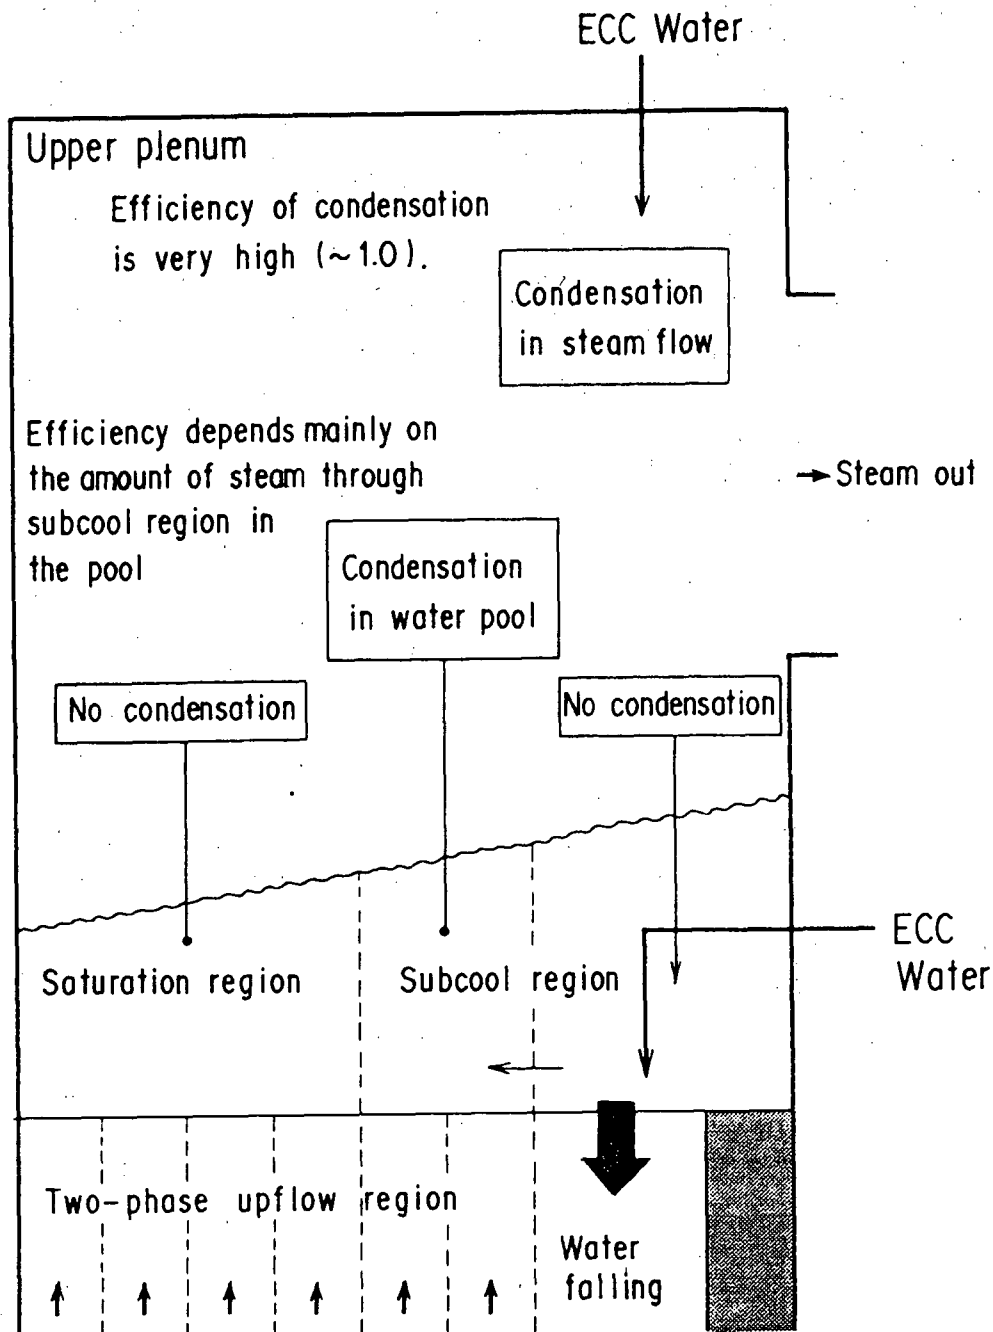 ECC Water
Upper plenum
Efficiency of condensation
is very high (~1.0).
Condensation
in steam flow
Efficiency depends mainly on
the amount of steam through
subcool region in
the pool
Steam out
Condensation
in water pool
No condensation
No condensation
ECC
Water
Saturation region
Subcool region
Two-phase upflow region
Water
falling